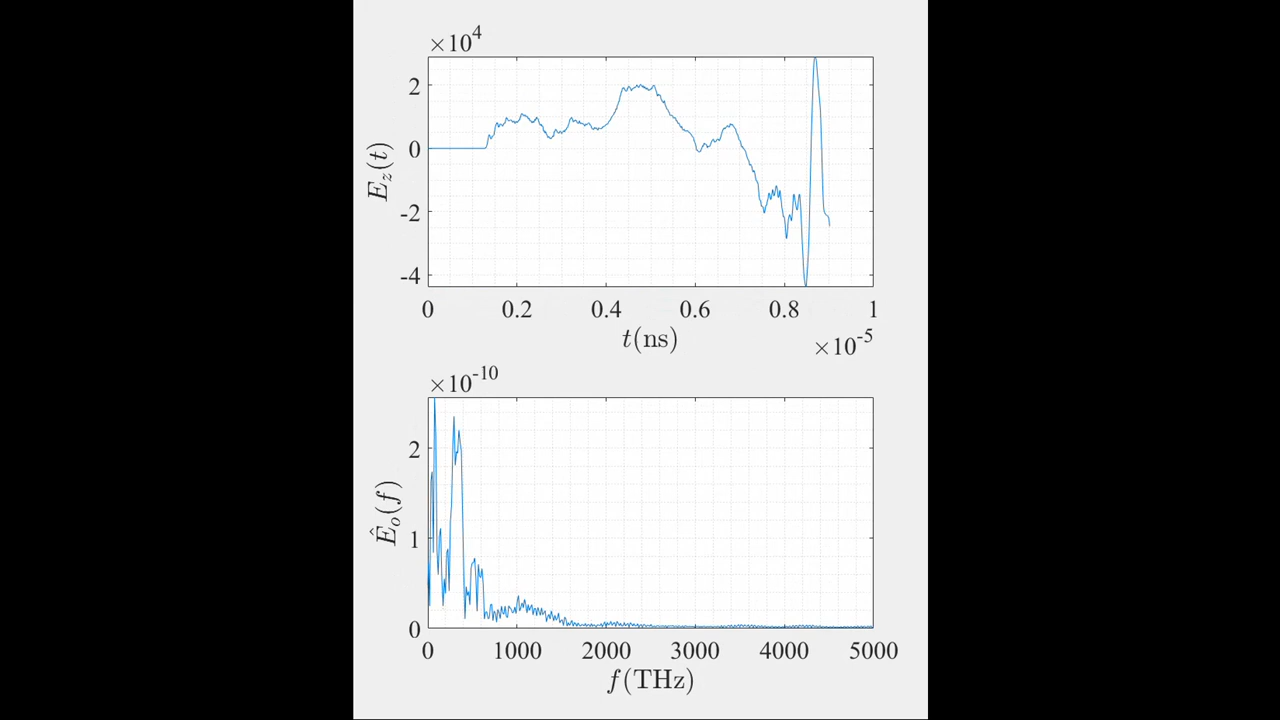 ×10^4
E_z(t)
2
0
-2
-4
0 0.2 0.4 0.6 0.8 1
t(ns)
×10^-5
×10^-10
Ê_o(f)
2
1
0
0 1000 2000 3000 4000 5000
f(THz)